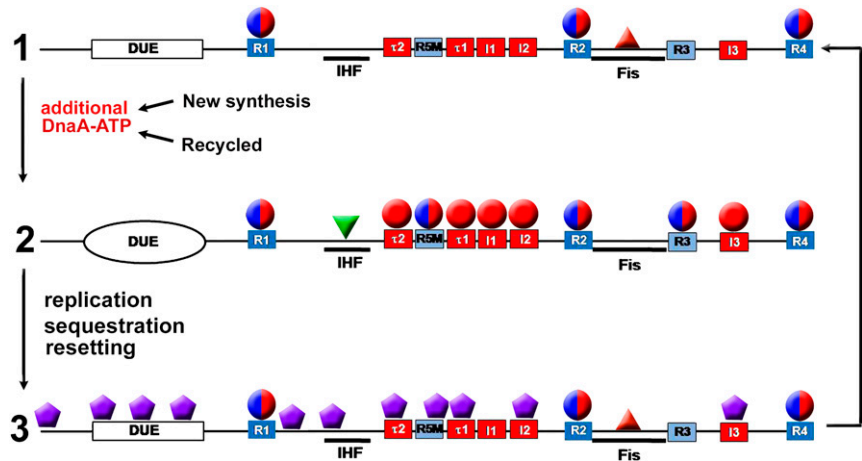 1 DUE R1 IHF τ2 R5M τ1 I1 I2 R2 Fis R3 I3 R4
additional
DnaA-ATP
New synthesis
Recycled
2 DUE R1 IHF τ2 R5M τ1 I1 I2 R2 Fis R3 I3 R4
replication
sequestration
resetting
3 DUE R1 IHF τ2 R5M τ1 I1 I2 R2 Fis R3 I3 R4